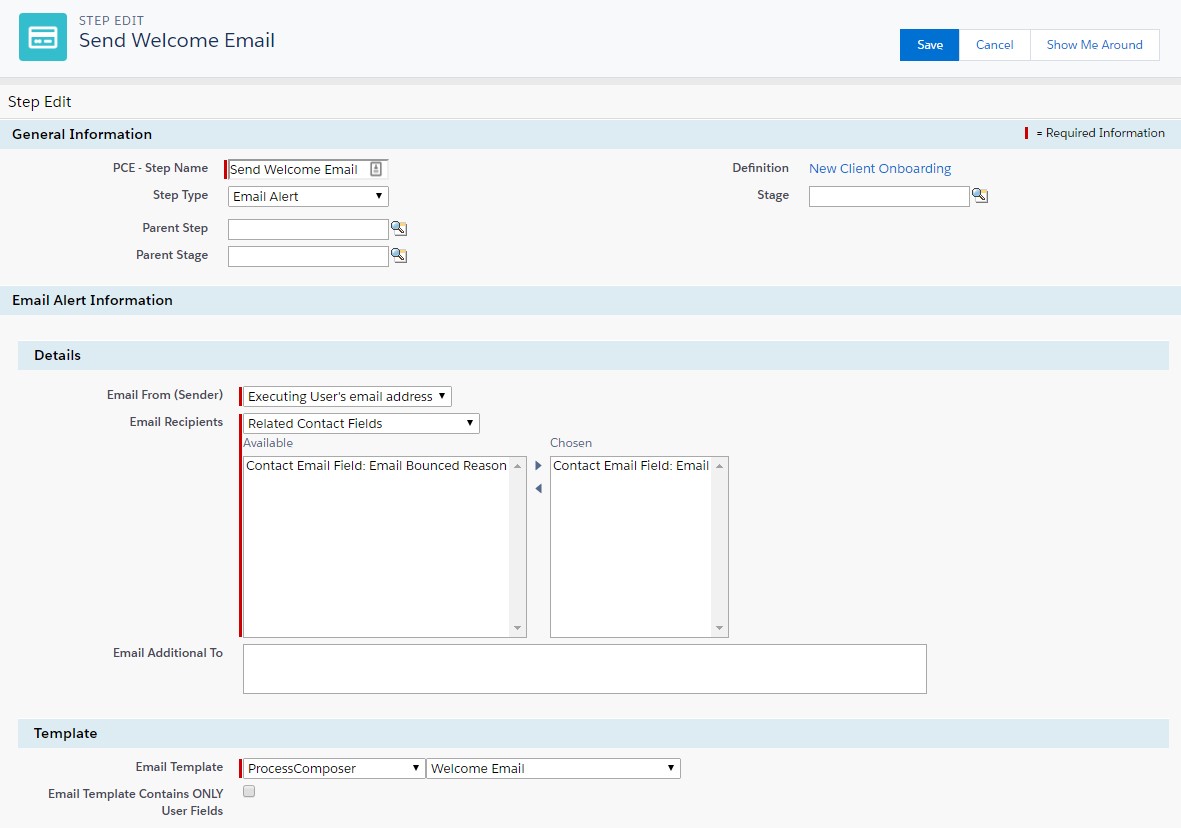 STEP EDIT
Send Welcome Email
Save Cancel Show Me Around
Step Edit
General Information
= Required Information
PCE - Step Name Send Welcome Email
Definition New Client Onboarding
Step Type Email Alert
Stage
Parent Step
Parent Stage
Email Alert Information
Details
Email From (Sender) Executing User's email address
Email Recipients Related Contact Fields
Available Chosen
Contact Email Field: Email Bounced Reason Contact Email Field: Email
Email Additional To
Template
Email Template ProcessComposer Welcome Email
Email Template Contains ONLY
User Fields